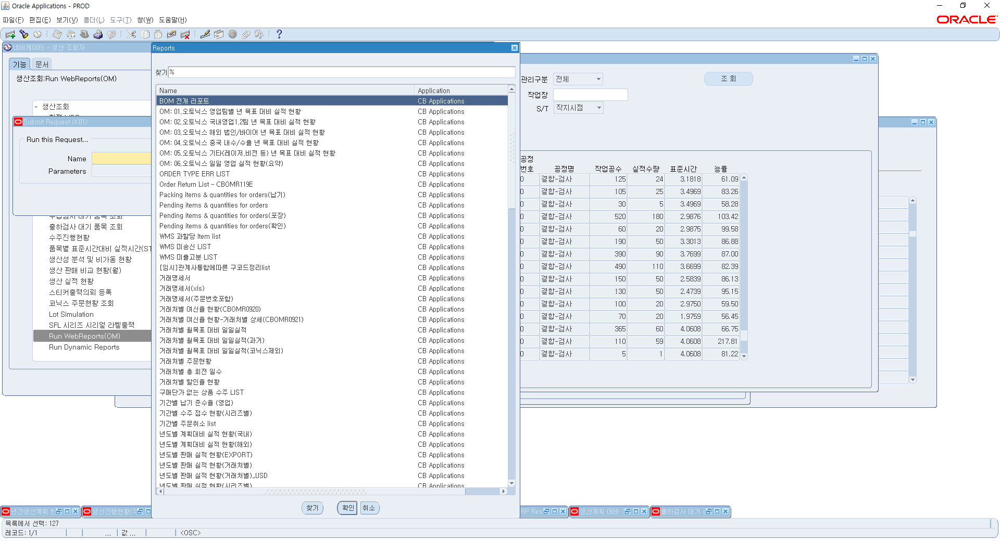 Oracle Applications - PROD
파일(F) 편집(E) 보기(V) 폴더(L) 도구(T) 창(W) 도움말(H)
ORACLE
네비게이터 - 생산 조회자
기능 문서
생산조회:Run WebReports(OM)
- 생산조회
Submit Request (K01)
Run this Request...
Name
Parameters
출하검사 대기 품목 조회
수주진행현황
품목별 표준시간대비 실적시간(ST
생산성 분석 및 비가동 현황
생산 판매 비교 현황(월)
생산 실적 현황
스티커출력의뢰 등록
코닉스 주문현황 조회
Lot Simulation
SFL 시리즈 시리얼 라벨출력
Run WebReports(OM)
Run Dynamic Reports
Reports
찾기 %
Name Application
BOM 전개 리포트 CB Applications
OM: 01.오토닉스 영업팀별 년 목표 대비 실적 현황 CB Applications
OM: 02.오토닉스 국내영업1,2팀 년 목표 대비 실적 현황 CB Applications
OM: 03.오토닉스 해외 법인/바이어 년 목표 대비 실적 현황 CB Applications
OM: 04.오토닉스 중국 내수/수출 년 목표 대비 실적 현황 CB Applications
OM: 05.오토닉스 기타(레이저,비전 등) 년 목표 대비 실적 현황 CB Applications
OM: 06.오토닉스 일일 영업 실적 현황(요약) CB Applications
ORDER TYPE ERR LIST CB Applications
Order Return List - CBOMR119E CB Applications
Packing items & quantities for orders(납기) CB Applications
Pending items & quantities for orders CB Applications
Pending items & quantities for orders(포장) CB Applications
Pending items & quantities for orders(확인) CB Applications
WMS 과할당 Item list CB Applications
WMS 미송신 LIST CB Applications
WMS 미출고분 LIST CB Applications
[임시]관계사통합에따른 구코드정리list CB Applications
거래명세서 CB Applications
거래명세서(xls) CB Applications
거래명세서(주문번호포함) CB Applications
거래처별 여신율 현황(CBOMR0920) CB Applications
거래처별 여신율 현황-거래처별 상세(CBOMR0921) CB Applications
거래처별 월목표 대비 일일실적 CB Applications
거래처별 월목표 대비 일일실적(과거) CB Applications
거래처별 월목표 대비 일일실적(코닉스제외) CB Applications
거래처별 주문현황 CB Applications
거래처별 총 회전 일수 CB Applications
거래처별 할인율 현황 CB Applications
구매단가 없는 상품 수주 LIST CB Applications
기간별 납기 준수율 (영업) CB Applications
기간별 수주 접수 현황(시리즈별) CB Applications
기간별 주문취소 list CB Applications
년도별 계획대비 실적 현황(국내) CB Applications
년도별 계획대비 실적 현황(해외) CB Applications
년도별 판매 실적 현황(EXPORT) CB Applications
년도별 판매 실적 현황(거래처별) CB Applications
년도별 판매 실적 현황(거래처별)_USD CB Applications
년도별 판매 실적 현황(시리즈별) CB Applications
찾기 확인 취소
관리구분 전체 조 회
작업장
S/T 작지시점
공정
번호 공정명 작업공수 실적수량 표준시간 능률
0 결합-검사 125 24 3.1818 61.09
0 결합-검사 105 25 3.4969 83.26
0 결합-검사 30 5 3.4969 58.28
0 결합-검사 520 180 2.9876 103.42
0 결합-검사 60 20 2.9875 99.58
0 결합-검사 190 50 3.3013 86.88
0 결합-검사 390 90 3.7699 87.00
0 결합-검사 490 110 3.6699 82.39
0 결합-검사 150 50 2.5839 86.13
0 결합-검사 130 50 2.4739 95.15
0 결합-검사 100 20 2.9750 59.50
0 결합-검사 70 20 1.9759 56.45
0 결합-검사 365 60 4.0608 66.75
0 결합-검사 110 59 4.0608 217.81
0 결합-검사 5 1 4.0608 81.22
년간생산계획 생산진행현황( RP Res 생산계획 대비 출하검사 대기
목록에서 선택: 127
레코드: 1/1 ... 값 ... <OSC>